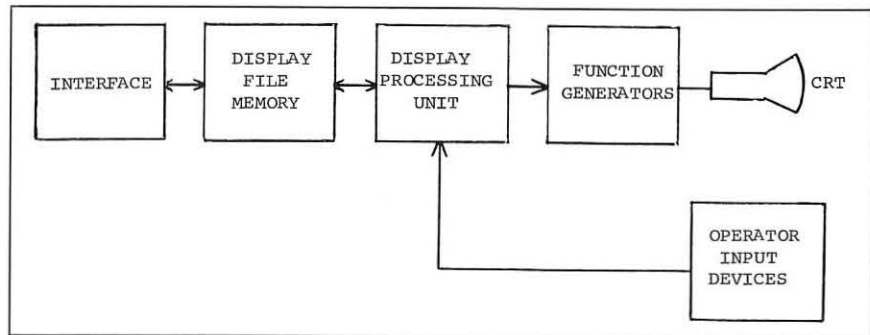 INTERFACE
DISPLAY
FILE
MEMORY
DISPLAY
PROCESSING
UNIT
FUNCTION
GENERATORS
CRT
OPERATOR
INPUT
DEVICES